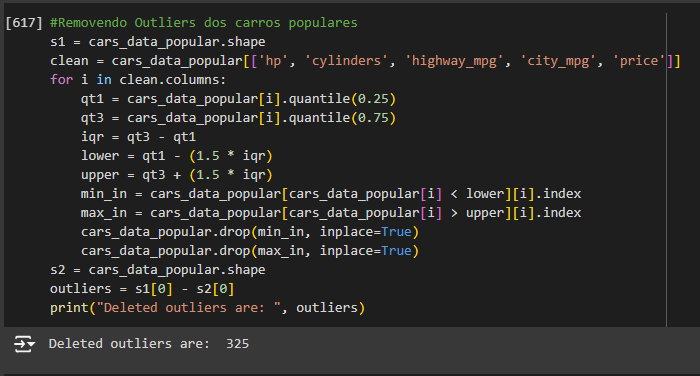 [617] #Removendo Outliers dos carros populares
s1 = cars_data_popular.shape
clean = cars_data_popular[['hp', 'cylinders', 'highway_mpg', 'city_mpg', 'price']]
for i in clean.columns:
    qt1 = cars_data_popular[i].quantile(0.25)
    qt3 = cars_data_popular[i].quantile(0.75)
    iqr = qt3 - qt1
    lower = qt1 - (1.5 * iqr)
    upper = qt3 + (1.5 * iqr)
    min_in = cars_data_popular[cars_data_popular[i] < lower][i].index
    max_in = cars_data_popular[cars_data_popular[i] > upper][i].index
    cars_data_popular.drop(min_in, inplace=True)
    cars_data_popular.drop(max_in, inplace=True)
s2 = cars_data_popular.shape
outliers = s1[0] - s2[0]
print("Deleted outliers are: ", outliers)
Deleted outliers are:  325